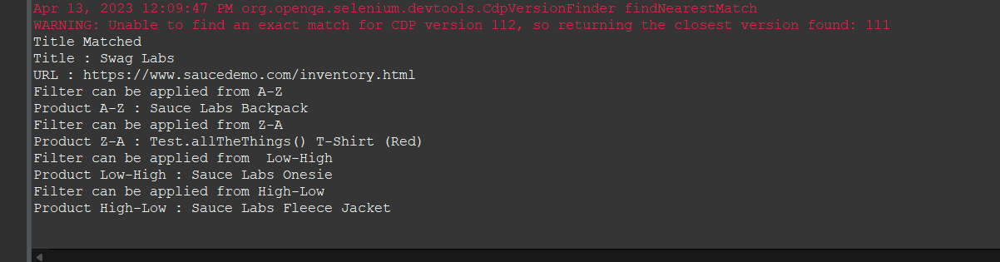 Apr 13, 2023 12:09:47 PM org.openqa.selenium.devtools.CdpVersionFinder findNearestMatch
WARNING: Unable to find an exact match for CDP version 112, so returning the closest version found: 111
Title Matched
Title : Swag Labs
URL : https://www.saucedemo.com/inventory.html
Filter can be applied from A-Z
Product A-Z : Sauce Labs Backpack
Filter can be applied from Z-A
Product Z-A : Test.allTheThings() T-Shirt (Red)
Filter can be applied from  Low-High
Product Low-High : Sauce Labs Onesie
Filter can be applied from High-Low
Product High-Low : Sauce Labs Fleece Jacket